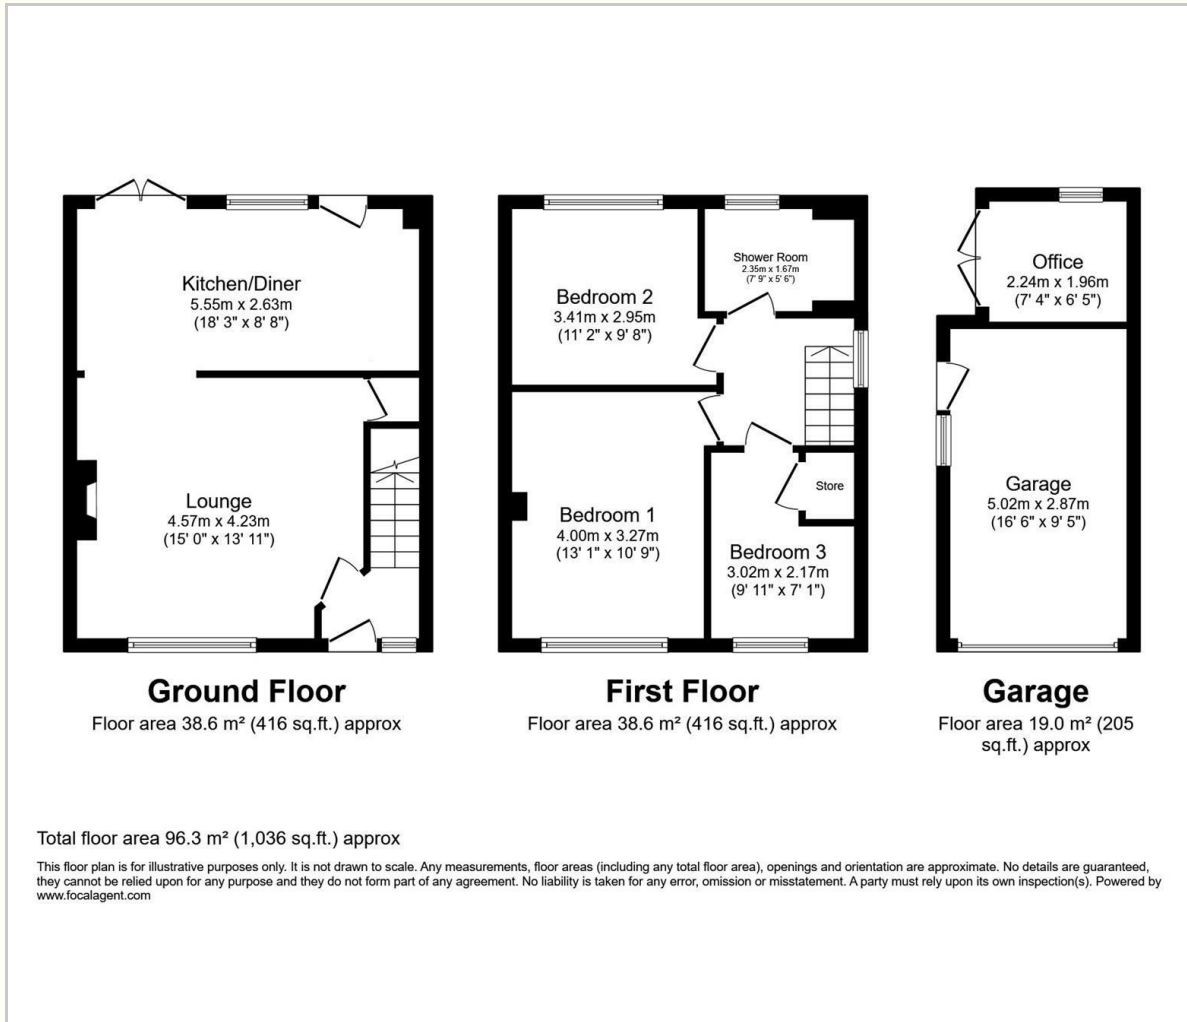 Kitchen/Diner
5.55m x 2.63m
(18' 3" x 8' 8")
Lounge
4.57m x 4.23m
(15' 0" x 13' 11")
Ground Floor
Floor area 38.6 m² (416 sq.ft.) approx
Bedroom 2
3.41m x 2.95m
(11' 2" x 9' 8")
Shower Room
2.35m x 1.67m
(7' 9" x 5' 6")
Bedroom 1
4.00m x 3.27m
(13' 1" x 10' 9")
Store
Bedroom 3
3.02m x 2.17m
(9' 11" x 7' 1")
First Floor
Floor area 38.6 m² (416 sq.ft.) approx
Office
2.24m x 1.96m
(7' 4" x 6' 5")
Garage
5.02m x 2.87m
(16' 6" x 9' 5")
Garage
Floor area 19.0 m² (205
sq.ft.) approx
Total floor area 96.3 m² (1,036 sq.ft.) approx
This floor plan is for illustrative purposes only. It is not drawn to scale. Any measurements, floor areas (including any total floor area), openings and orientation are approximate. No details are guaranteed,
they cannot be relied upon for any purpose and they do not form part of any agreement. No liability is taken for any error, omission or misstatement. A party must rely upon its own inspection(s). Powered by
www.focalagent.com